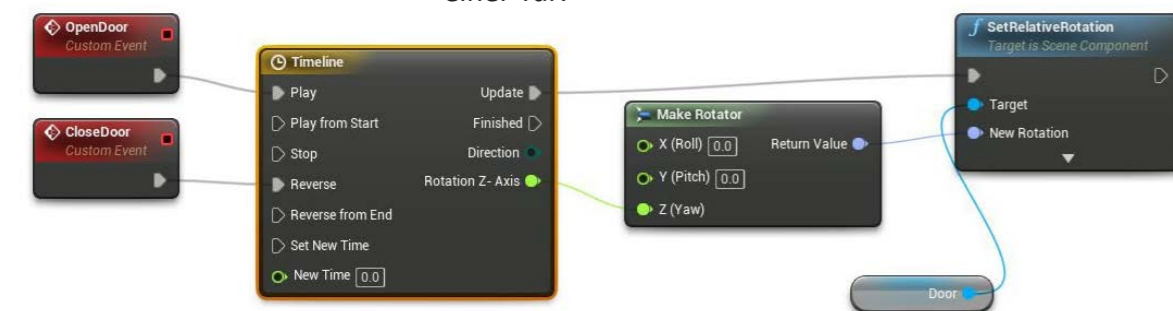 OpenDoor
Custom Event
CloseDoor
Custom Event
Timeline
Play
Update
Play from Start
Finished
Stop
Direction
Reverse
Rotation Z- Axis
Reverse from End
Set New Time
New Time 0.0
Make Rotator
X (Roll) 0.0
Return Value
Y (Pitch) 0.0
Z (Yaw)
f SetRelativeRotation
Target is Scene Component
Target
New Rotation
Door